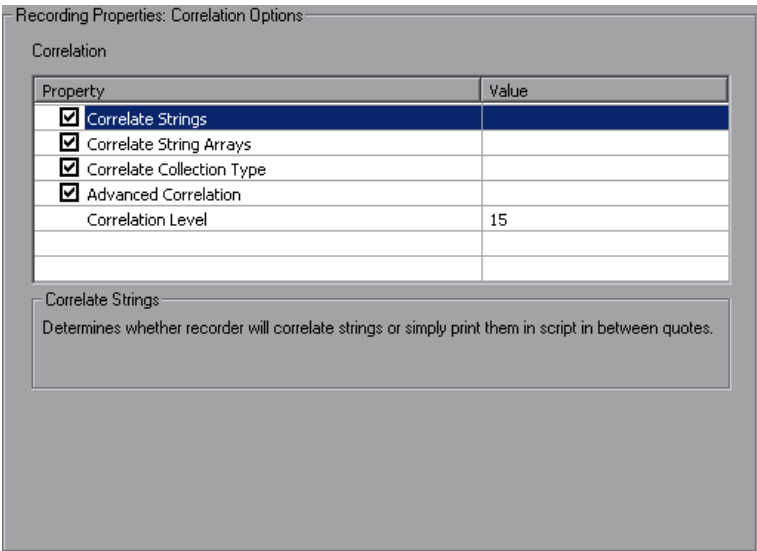 Recording Properties: Correlation Options
Correlation
Property Value
Correlate Strings
Correlate String Arrays
Correlate Collection Type
Advanced Correlation
Correlation Level 15
Correlate Strings
Determines whether recorder will correlate strings or simply print them in script in between quotes.